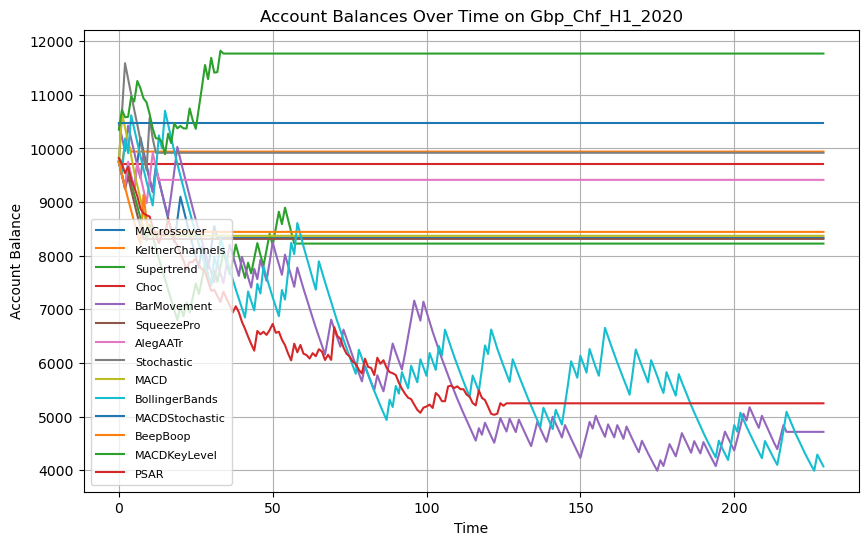 Account Balances Over Time on Gbp_Chf_H1_2020
12000
11000
10000
9000
8000
7000
6000
5000
4000
Account Balance
MACrossover
KeltnerChannels
Supertrend
Choc
BarMovement
SqueezePro
AlegAATr
Stochastic
MACD
BollingerBands
MACDStochastic
BeepBoop
MACDKeyLevel
PSAR
0 50 100 150 200
Time